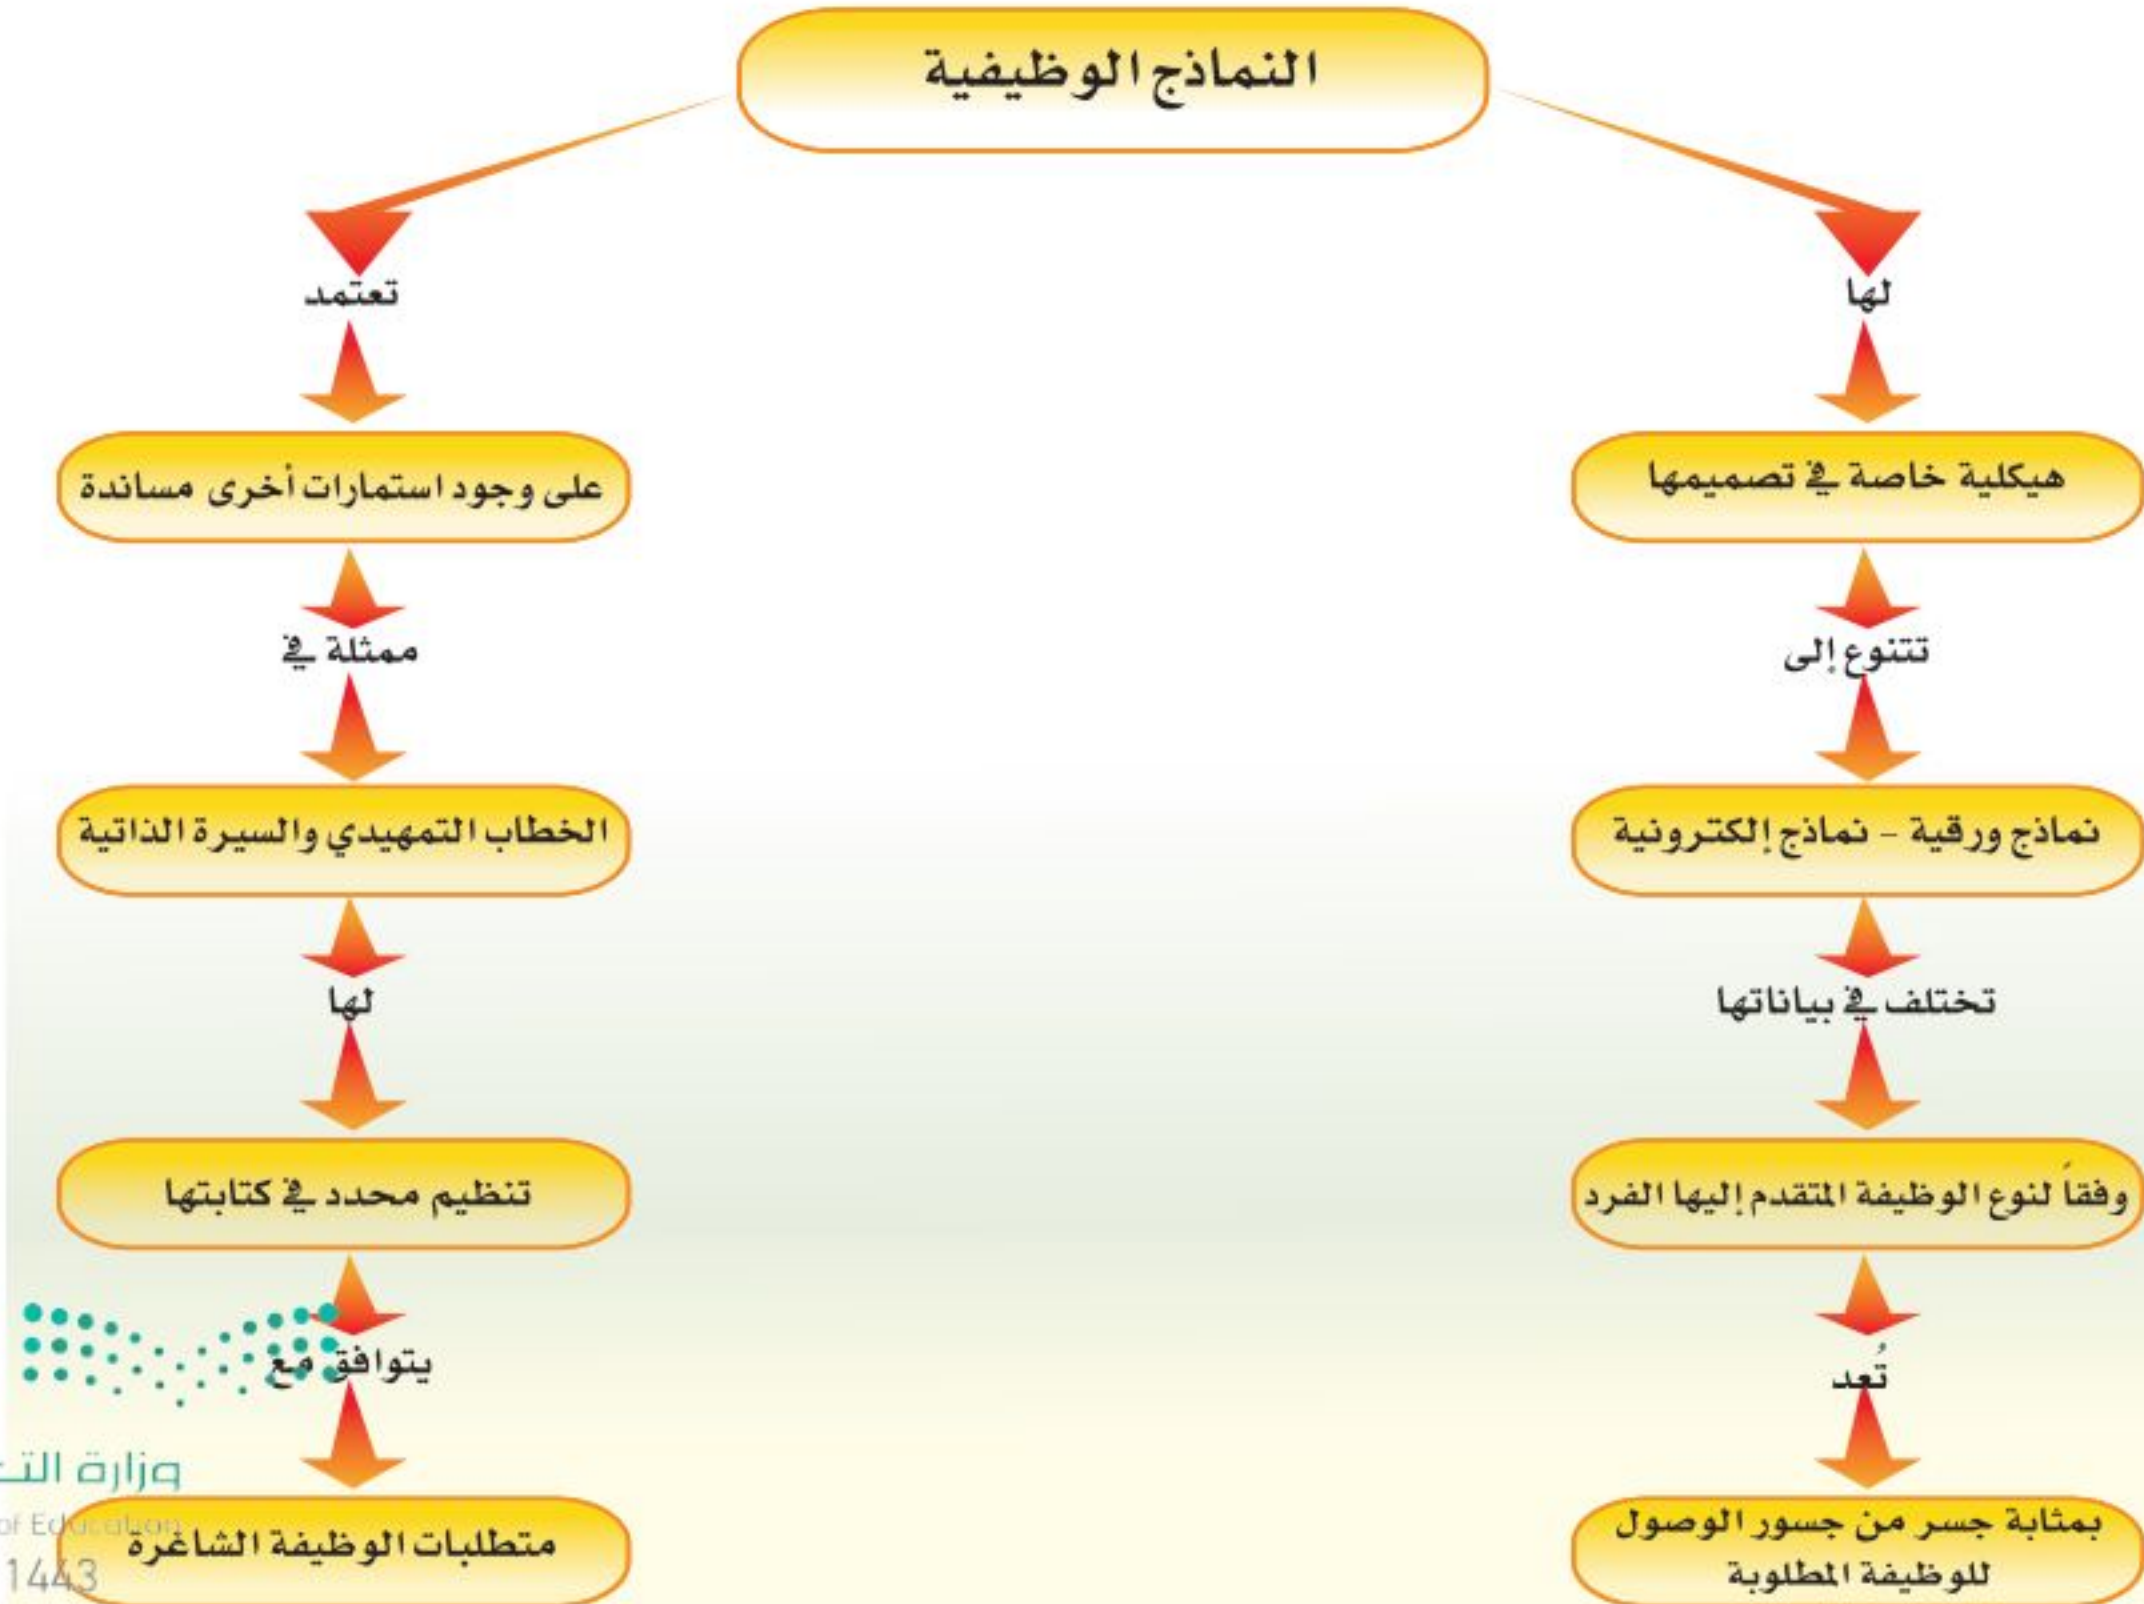 النماذج الوظيفية
لها
هيكلية خاصة في تصميمها
تتنوع إلى
نماذج ورقية - نماذج إلكترونية
تختلف في بياناتها
وفقاً لنوع الوظيفة المتقدم إليها الفرد
تُعد
بمثابة جسر من جسور الوصول
للوظيفة المطلوبة
تعتمد
على وجود استمارات أخرى مساندة
ممثلة في
الخطاب التمهيدي والسيرة الذاتية
لها
تنظيم محدد في كتابتها
يتوافق مع
متطلبات الوظيفة الشاغرة
وزارة التـ
of Education
1443